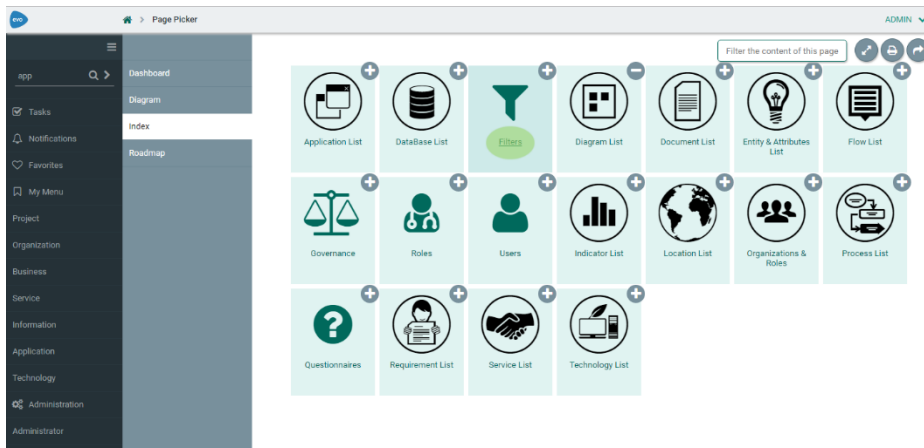 evo
Page Picker
ADMIN
Filter the content of this page
app
Tasks
Notifications
Favorites
My Menu
Project
Organization
Business
Service
Information
Application
Technology
Administration
Administrator
Dashboard
Diagram
Index
Roadmap
Application List
DataBase List
Filters
Diagram List
Document List
Entity & Attributes
List
Flow List
Governance
Roles
Users
Indicator List
Location List
Organizations &
Roles
Process List
Questionnaires
Requirement List
Service List
Technology List